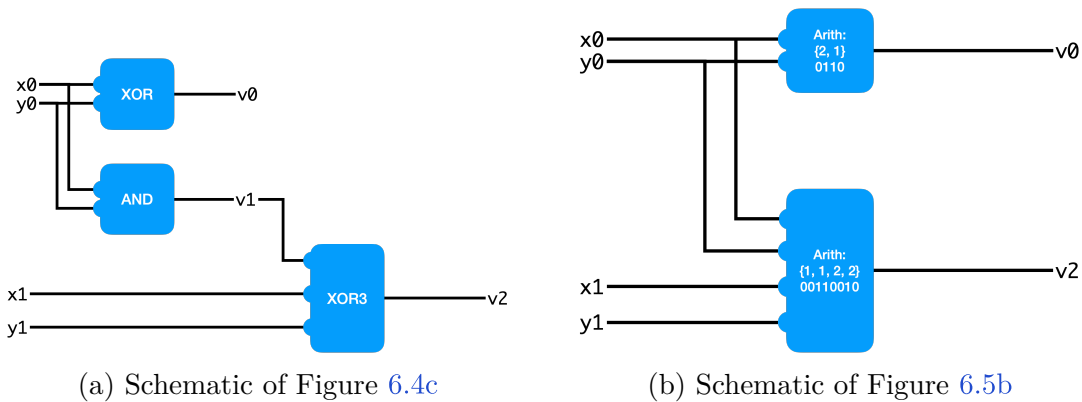 x0
y0
XOR
v0
AND
v1
x1
y1
XOR3
v2
(a) Schematic of Figure 6.4c
x0
y0
Arith:
{2, 1}
0110
v0
Arith:
{1, 1, 2, 2}
00110010
x1
y1
v2
(b) Schematic of Figure 6.5b